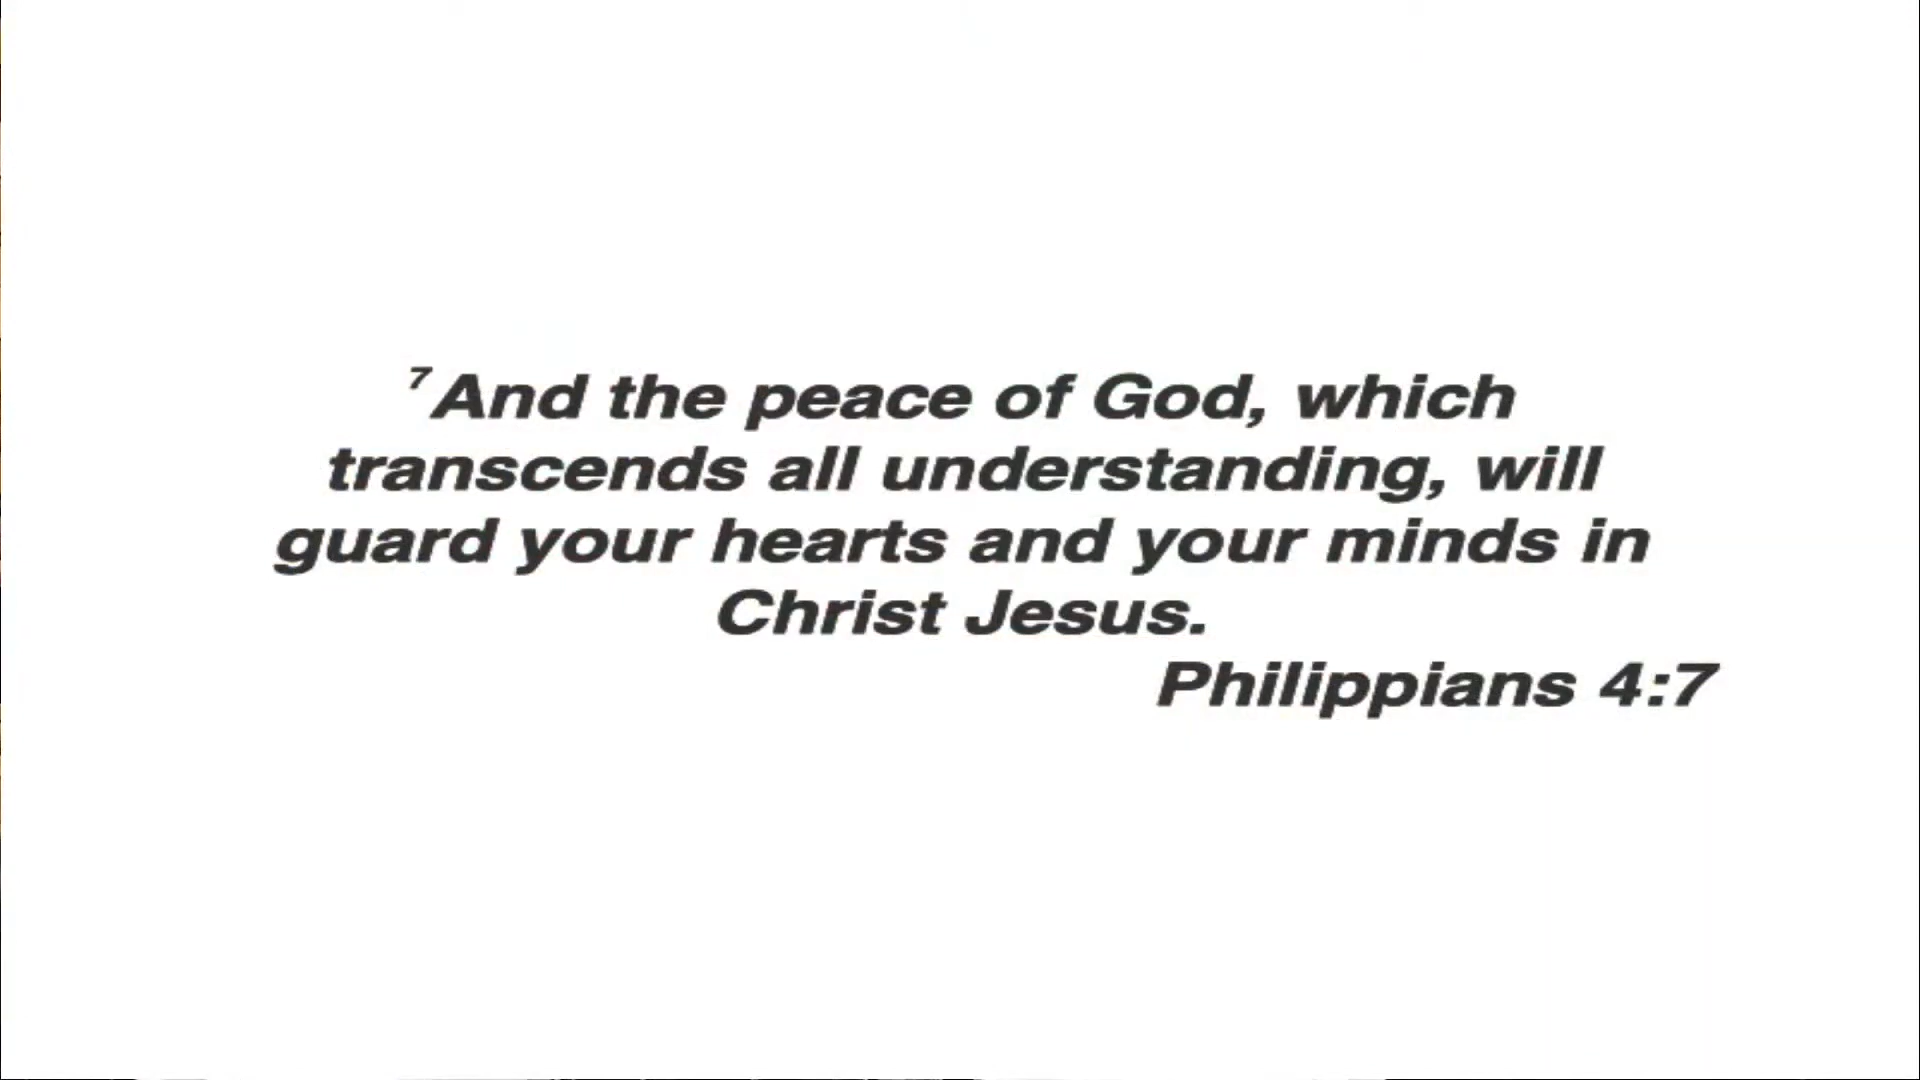 ⁷And the peace of God, which
transcends all understanding, will
guard your hearts and your minds in
Christ Jesus.
Philippians 4:7